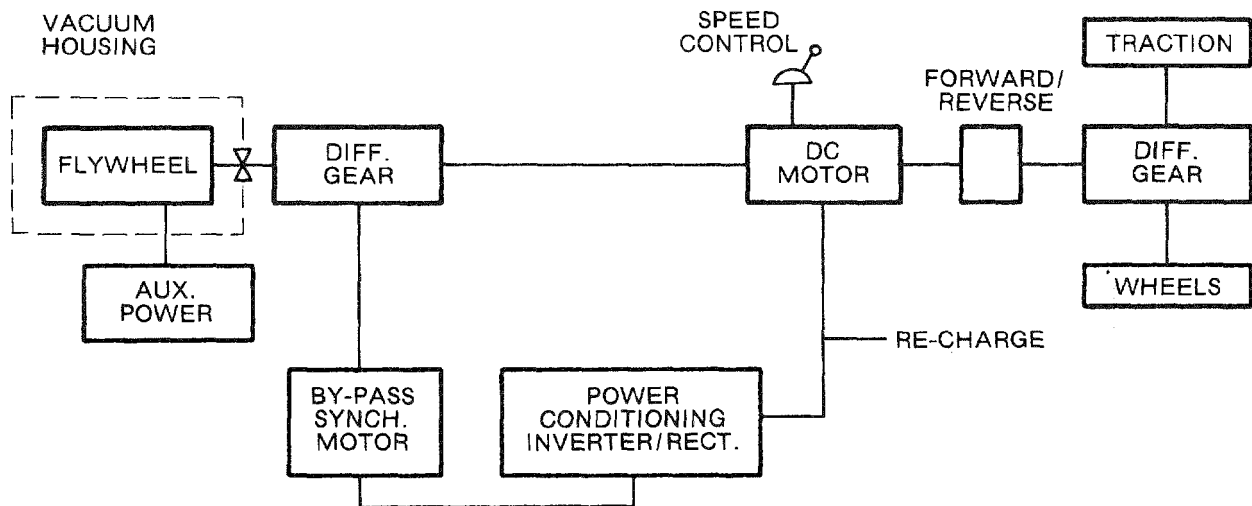 VACUUM
HOUSING
SPEED
CONTROL
TRACTION
FORWARD/
REVERSE
FLYWHEEL
DIFF.
GEAR
DC
MOTOR
DIFF.
GEAR
AUX.
POWER
WHEELS
RE-CHARGE
BY-PASS
SYNCH.
MOTOR
POWER
CONDITIONING
INVERTER/RECT.